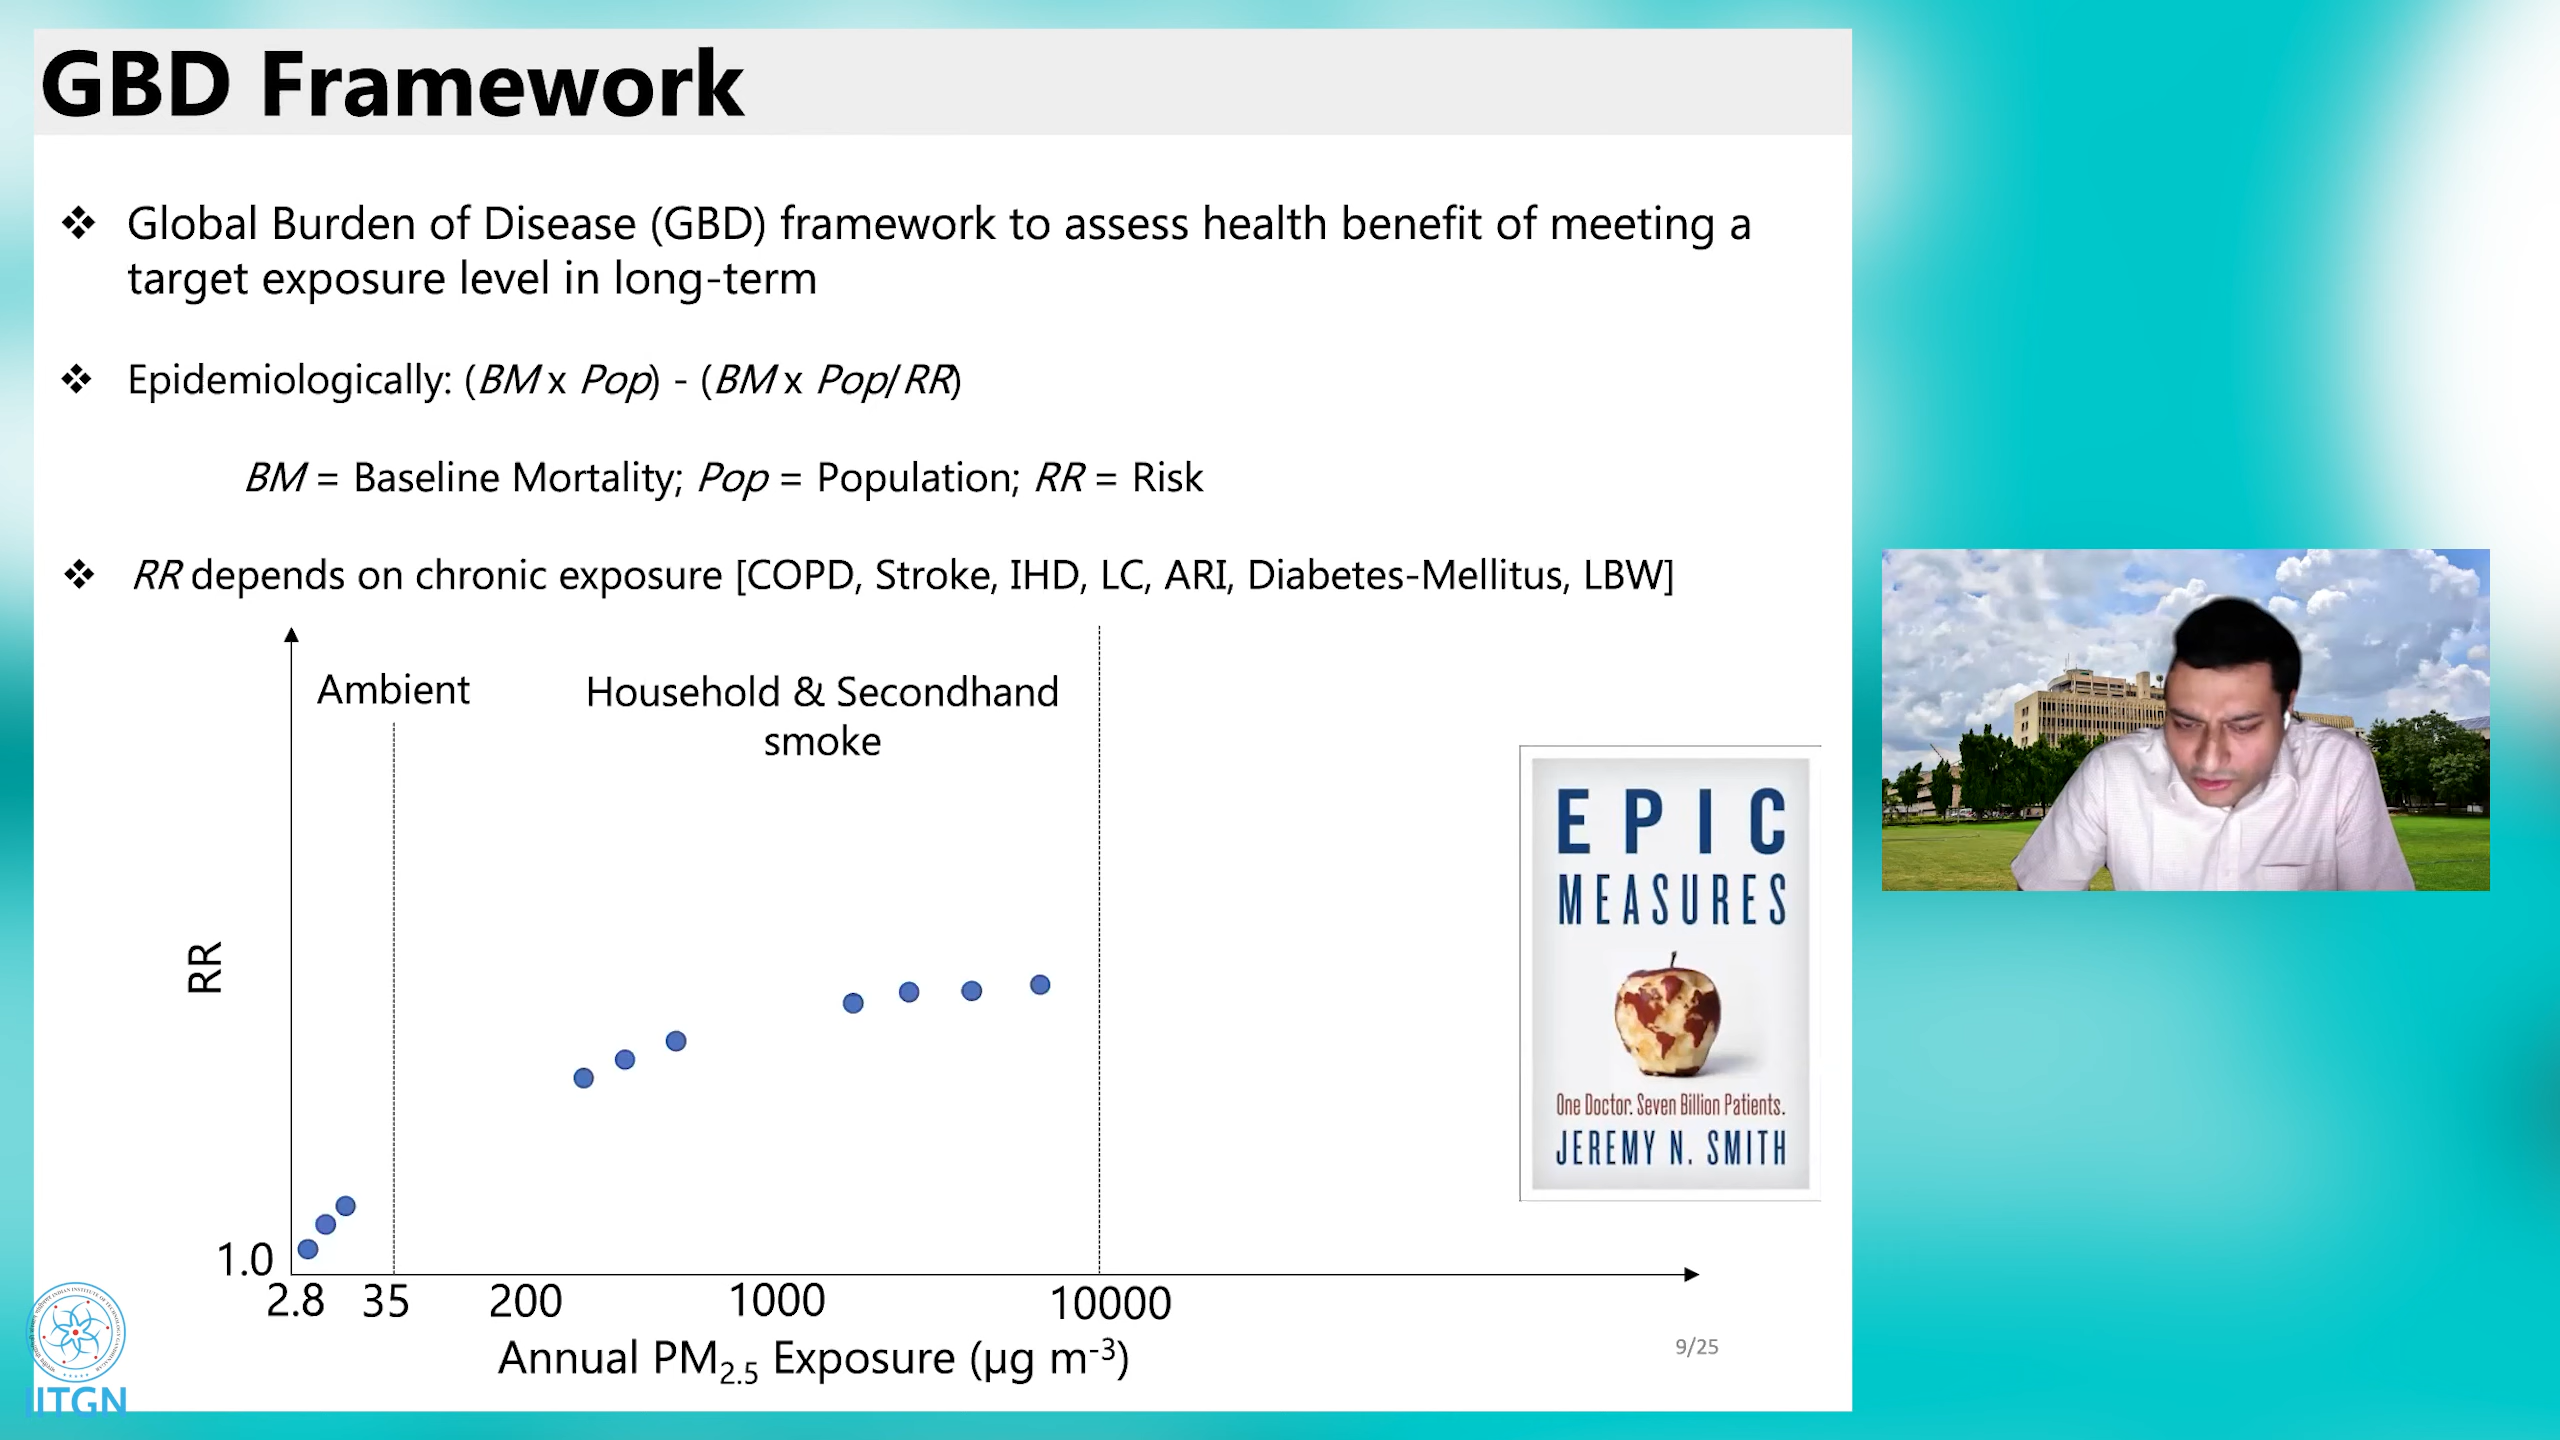 GBD Framework
❖ Global Burden of Disease (GBD) framework to assess health benefit of meeting a
target exposure level in long-term
❖ Epidemiologically: (BM x Pop) - (BM x Pop/RR)
BM = Baseline Mortality; Pop = Population; RR = Risk
❖ RR depends on chronic exposure [COPD, Stroke, IHD, LC, ARI, Diabetes-Mellitus, LBW]
Ambient
Household & Secondhand
smoke
RR
1.0
2.8 35 200 1000 10000
Annual PM2.5 Exposure (µg m-3)
EPIC
MEASURES
One Doctor. Seven Billion Patients.
JEREMY N. SMITH
9/25
IITGN